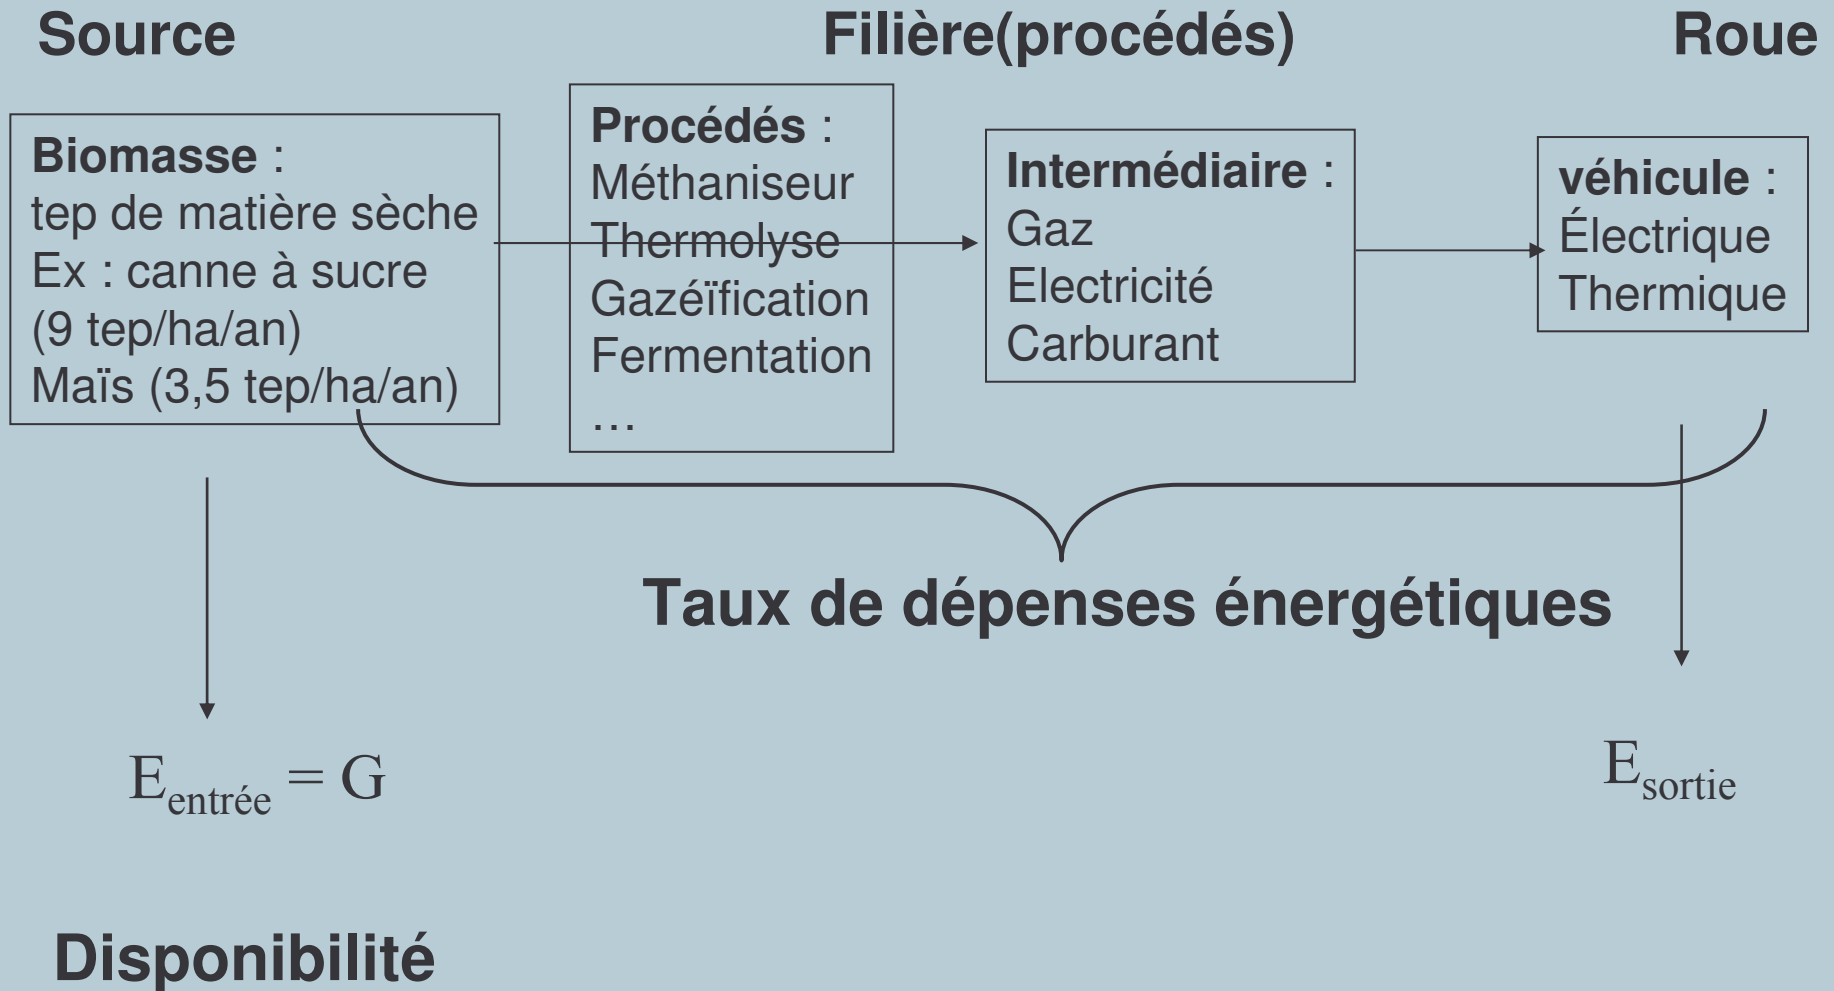 Source
Filière(procédés)
Roue
Biomasse :
tep de matière sèche
Ex : canne à sucre
(9 tep/ha/an)
Maïs (3,5 tep/ha/an)
Procédés :
Méthaniseur
Thermolyse
Gazéïfication
Fermentation
…
Intermédiaire :
Gaz
Electricité
Carburant
véhicule :
Électrique
Thermique
Taux de dépenses énergétiques
E_entrée = G
E_sortie
Disponibilité